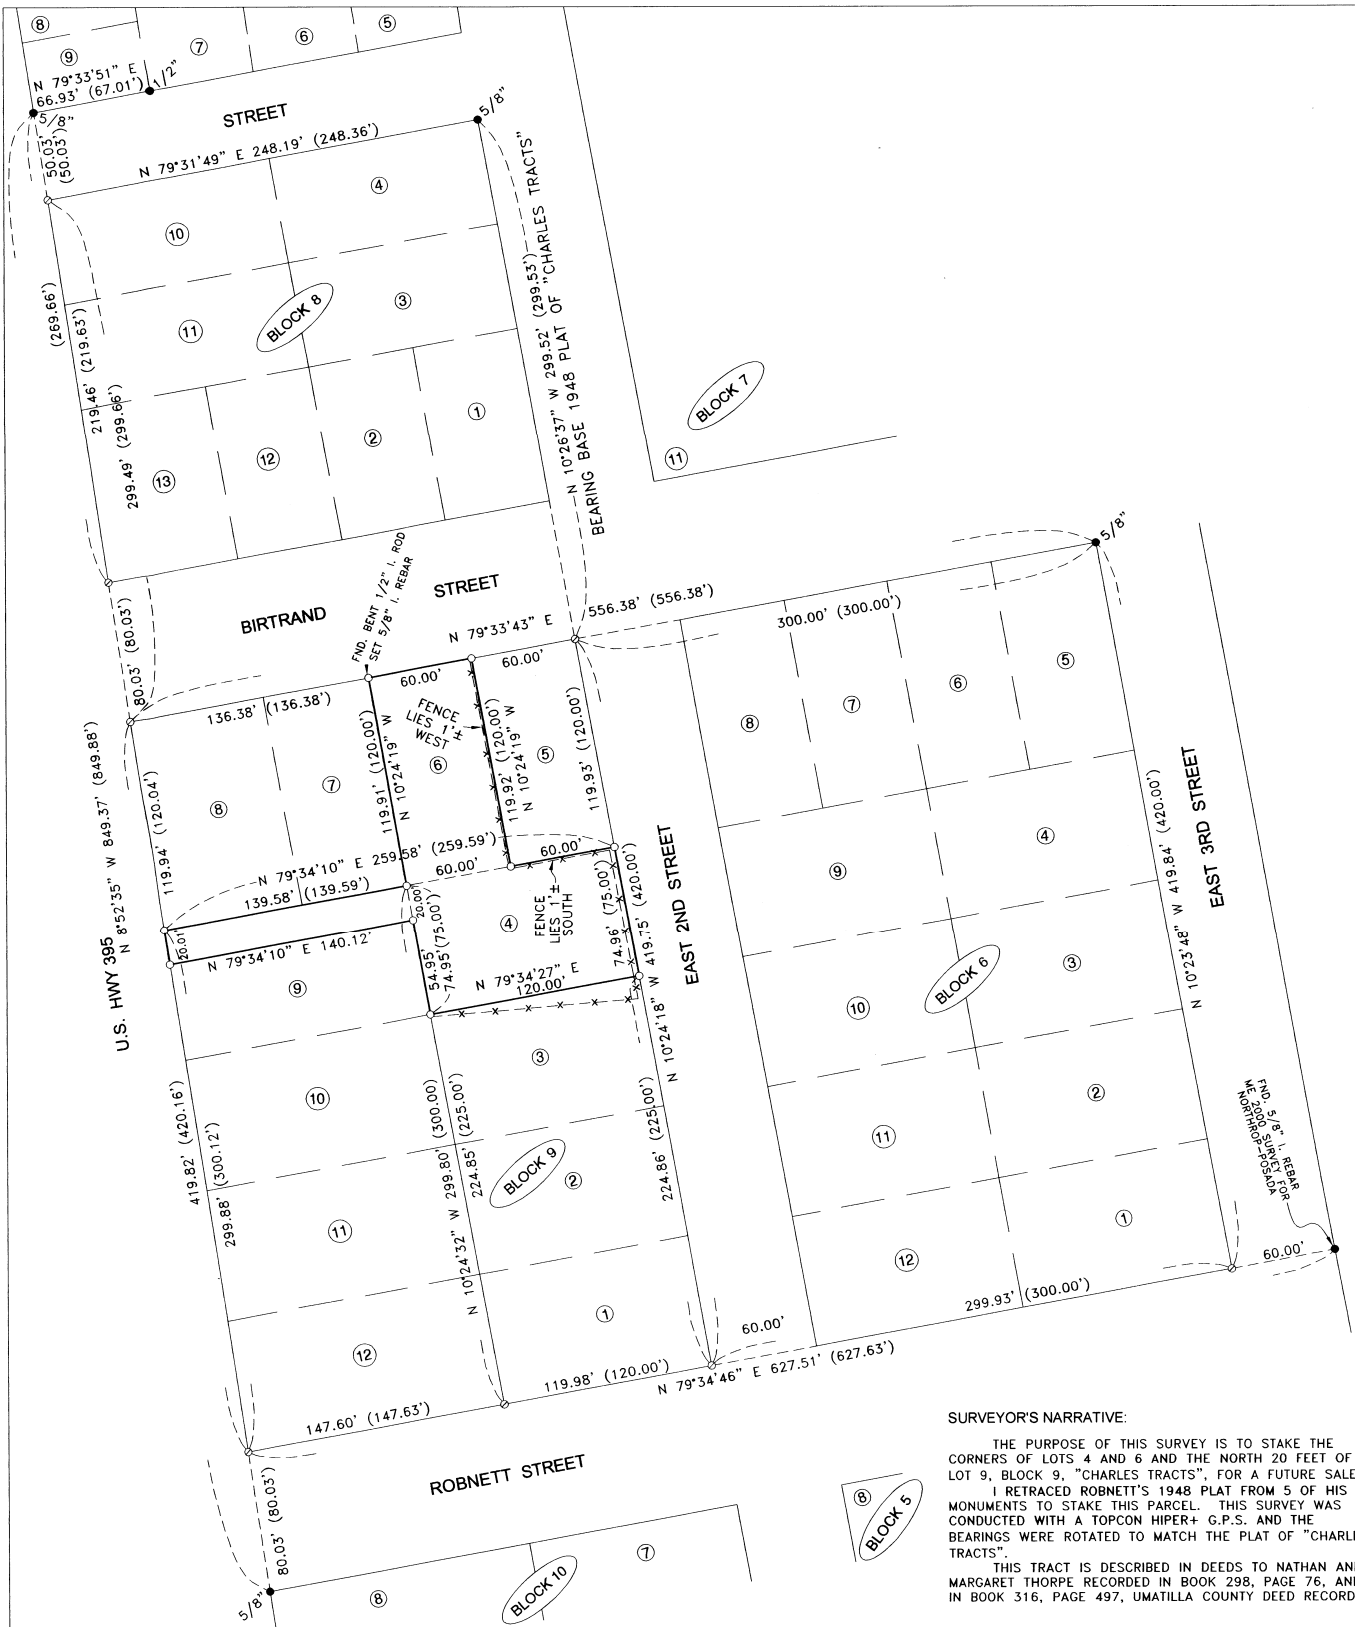 ⑧
⑨
⑦
⑥
⑤
N 79°33'51" E
66.93' (67.01')
1/2"
5/8"
50.03'
(50.03')
STREET
5/8"
N 79°31'49" E 248.19' (248.36')
④
⑩
③
⑪
BLOCK 8
(269.66')
219.46' (219.63')
299.49' (299.66')
①
②
⑫
⑬
N 10°26'37" W 299.52' (299.53')
BEARING BASE 1948 PLAT OF "CHARLES TRACTS"
BLOCK 7
⑪
BIRTRAND STREET
FND. BENT 1/2" I. ROD
SET 5/8" I. REBAR
80.03' (80.03')
N 79°33'43" E
556.38' (556.38')
300.00' (300.00')
5/8"
60.00'
60.00'
136.38' (136.38')
FENCE
LIES 1'±
WEST
119.91' (120.00')
N 10°24'19" W
119.92' (120.00')
N 10°24'19" W
119.93' (120.00')
⑤
⑥
⑦
⑧
U.S. HWY 395
N 8°52'35" W 849.37' (849.88')
119.94' (120.04')
N 79°34'10" E 259.58' (259.59')
139.58' (139.59')
60.00'
60.00'
20.01'
20.00'
N 79°34'10" E 140.12'
FENCE
LIES 1'±
SOUTH
④
54.95'
74.95'(75.00')
74.96' (75.00')
N 79°34'27" E
120.00'
N 10°24'18" W 419.75' (420.00')
EAST 2ND STREET
⑨
③
⑩
419.82' (420.16')
299.88' (300.12')
N 10°24'32" W 299.80' (300.00)
224.85' (225.00')
224.86' (225.00')
BLOCK 9
②
⑪
①
⑫
⑤
⑥
⑦
⑧
④
⑨
③
BLOCK 6
⑩
②
⑪
①
⑫
N 10°23'48" W 419.84' (420.00')
EAST 3RD STREET
FND. 5/8" I. REBAR
ME 2000 SURVEY FOR
NORTHROP-POSADA
60.00'
299.93' (300.00')
60.00'
N 79°34'46" E 627.51' (627.63')
119.98' (120.00')
147.60' (147.63')
80.03' (80.03')
ROBNETT STREET
5/8"
⑧
BLOCK 10
⑦
⑧
BLOCK 5
SURVEYOR'S NARRATIVE:
THE PURPOSE OF THIS SURVEY IS TO STAKE THE
CORNERS OF LOTS 4 AND 6 AND THE NORTH 20 FEET OF
LOT 9, BLOCK 9, "CHARLES TRACTS", FOR A FUTURE SALE
I RETRACED ROBNETT'S 1948 PLAT FROM 5 OF HIS
MONUMENTS TO STAKE THIS PARCEL. THIS SURVEY WAS
CONDUCTED WITH A TOPCON HIPER+ G.P.S. AND THE
BEARINGS WERE ROTATED TO MATCH THE PLAT OF "CHARL
TRACTS".
THIS TRACT IS DESCRIBED IN DEEDS TO NATHAN AN
MARGARET THORPE RECORDED IN BOOK 298, PAGE 76, AN
IN BOOK 316, PAGE 497, UMATILLA COUNTY DEED RECORD